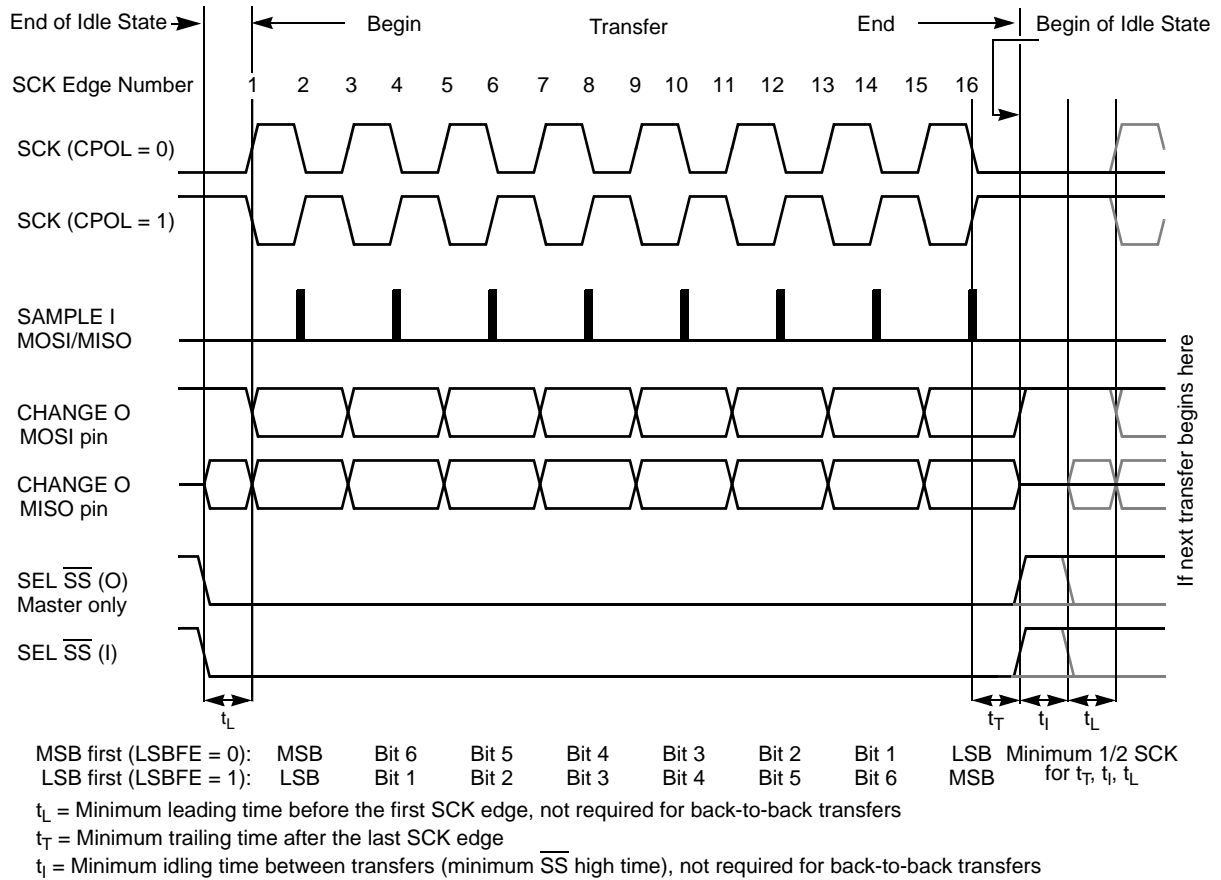 End of Idle State Begin Transfer End Begin of Idle State
SCK Edge Number 1 2 3 4 5 6 7 8 9 10 11 12 13 14 15 16
SCK (CPOL = 0)
SCK (CPOL = 1)
SAMPLE I
MOSI/MISO
CHANGE O
MOSI pin
CHANGE O
MISO pin
SEL S̅S̅ (O)
Master only
SEL S̅S̅ (I)
If next transfer begins here
tL tT tI tL
MSB first (LSBFE = 0): MSB Bit 6 Bit 5 Bit 4 Bit 3 Bit 2 Bit 1 LSB Minimum 1/2 SCK
LSB first (LSBFE = 1): LSB Bit 1 Bit 2 Bit 3 Bit 4 Bit 5 Bit 6 MSB for tT, tI, tL
tL = Minimum leading time before the first SCK edge, not required for back-to-back transfers
tT = Minimum trailing time after the last SCK edge
tI = Minimum idling time between transfers (minimum S̅S̅ high time), not required for back-to-back transfers